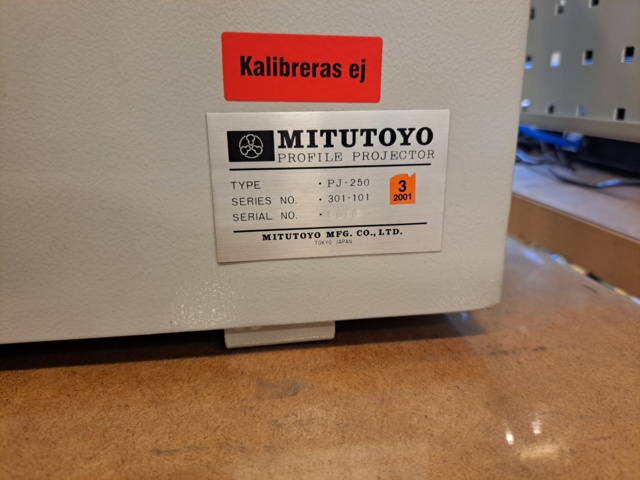 Kalibreras ej
MITUTOYO
PROFILE PROJECTOR
TYPE · PJ-250
SERIES NO. · 301-101
SERIAL NO. ·
3
2001
MITUTOYO MFG. CO., LTD.
TOKYO JAPAN